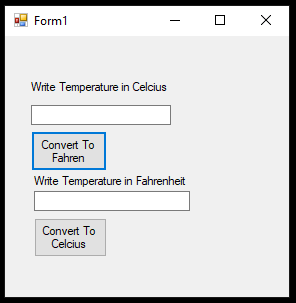 Form1
Write Temperature in Celcius
Convert To
Fahren
Write Temperature in Fahrenheit
Convert To
Celcius